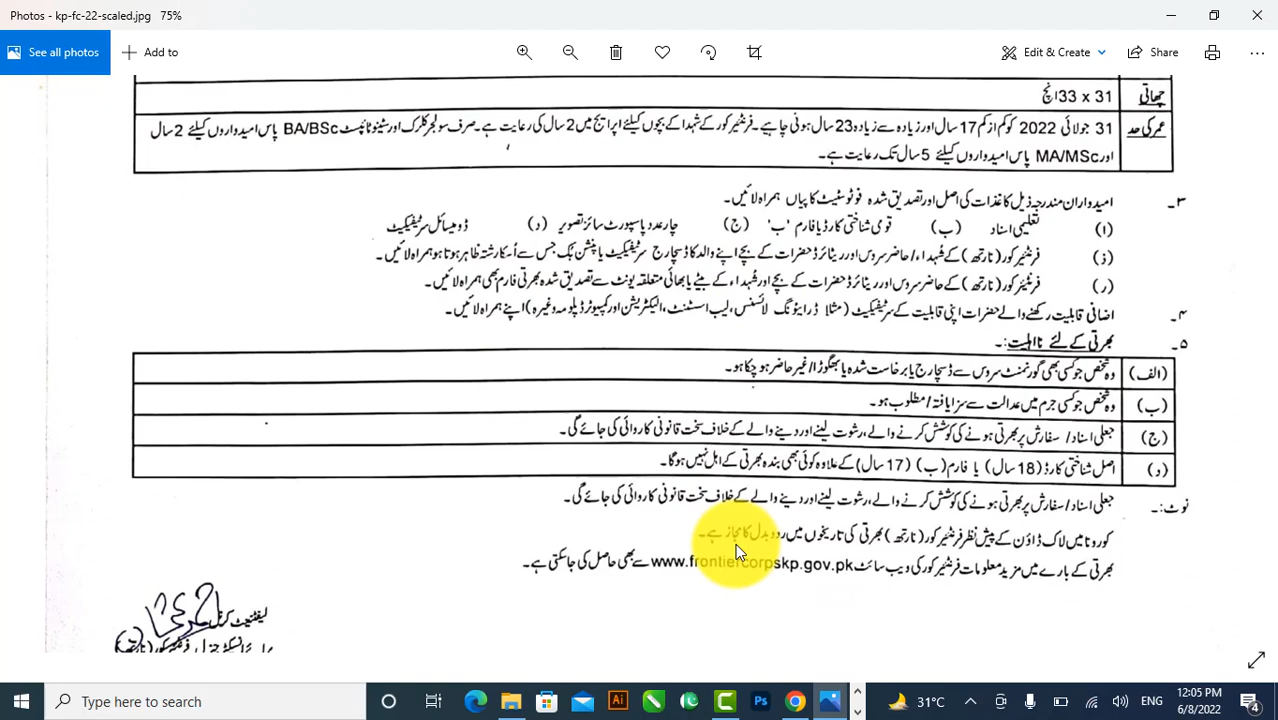 Photos - kp-fc-22-scaled.jpg 75%
See all photos
Add to
Edit & Create
Share
چھاتی
31 x 33 انچ
عمر کی حد
31 جولائی 2022 کو کم از کم 17 سال اور زیادہ سے زیادہ 23 سال ہونی چاہیے۔ فرنٹیئر کور کے شہدا کے بچوں کیلئے اپر ایج میں 2 سال کی رعایت ہے۔ صرف سولجر کلرک اور سٹینو ٹائپسٹ BA/BSc پاس امیدواروں کیلئے 2 سال
اور MA/MSc پاس امیدواروں کیلئے 5 سال تک رعایت ہے۔
۳۔ امیدواران مندرجہ ذیل کاغذات کی اصل اور تصدیق شدہ فوٹو سٹیٹ کاپیاں ہمراہ لائیں۔
(ا) تعلیمی اسناد (ب) قومی شناختی کارڈ یا فارم 'ب' (ج) چار عدد پاسپورٹ سائز تصویر (د) ڈومیسائل سرٹیفکیٹ
(ذ) فرنٹیئر کور (نارتھ) کے شہداء/حاضر سروس اور ریٹائرڈ حضرات کے بچے اپنے والد کا ڈسچارج سرٹیفکیٹ یا پنشن بک جس سے اُسکا رشتہ ظاہر ہوتا ہو ہمراہ لائیں۔
(ر) فرنٹیئر کور (نارتھ) کے حاضر سروس اور ریٹائرڈ حضرات کے بچے اور شہداء کے بیٹے یا بھائی متعلقہ یونٹ سے تصدیق شدہ بھرتی فارم بھی ہمراہ لائیں۔
۴۔ اضافی قابلیت رکھنے والے حضرات اپنی قابلیت کے سرٹیفکیٹ (مثلاً ڈرائیونگ لائسنس، لیب اسسٹنٹ، الیکٹریشن اور کمپیوٹر ڈپلومہ وغیرہ) اپنے ہمراہ لائیں۔
۵۔ بھرتی کے لئے نااہلیت:۔
(الف) وہ شخص جو کسی بھی گورنمنٹ سروس سے ڈسچارج یا برخاست شدہ یا بھگوڑا/غیر حاضر ہو چکا ہو۔
(ب) وہ شخص جو کسی جرم میں عدالت سے سزا یافتہ/مطلوب ہو۔
(ج) جعلی اسناد/ سفارش پر بھرتی ہونے کی کوشش کرنے والے، رشوت لینے اور دینے والے کے خلاف سخت قانونی کاروائی کی جائے گی۔
(د) اصل شناختی کارڈ (18 سال) یا فارم (ب) (17 سال) کے علاوہ کوئی بھی بندہ بھرتی کے اہل نہیں ہوگا۔
نوٹ:۔ جعلی اسناد/سفارش پر بھرتی ہونے کی کوشش کرنے والے، رشوت لینے اور دینے والے کے خلاف سخت قانونی کاروائی کی جائے گی۔
کورونا میں لاک ڈاؤن کے پیش نظر فرنٹیئر کور (نارتھ) بھرتی کی تاریخوں میں ردو بدل کا مجاز ہے۔
بھرتی کے بارے میں مزید معلومات فرنٹیئر کور کی ویب سائٹ www.frontiercorpskp.gov.pk سے بھی حاصل کی جاسکتی ہے۔
لیفٹیننٹ کرنل
Type here to search
31°C
ENG
12:05 PM
6/8/2022
4